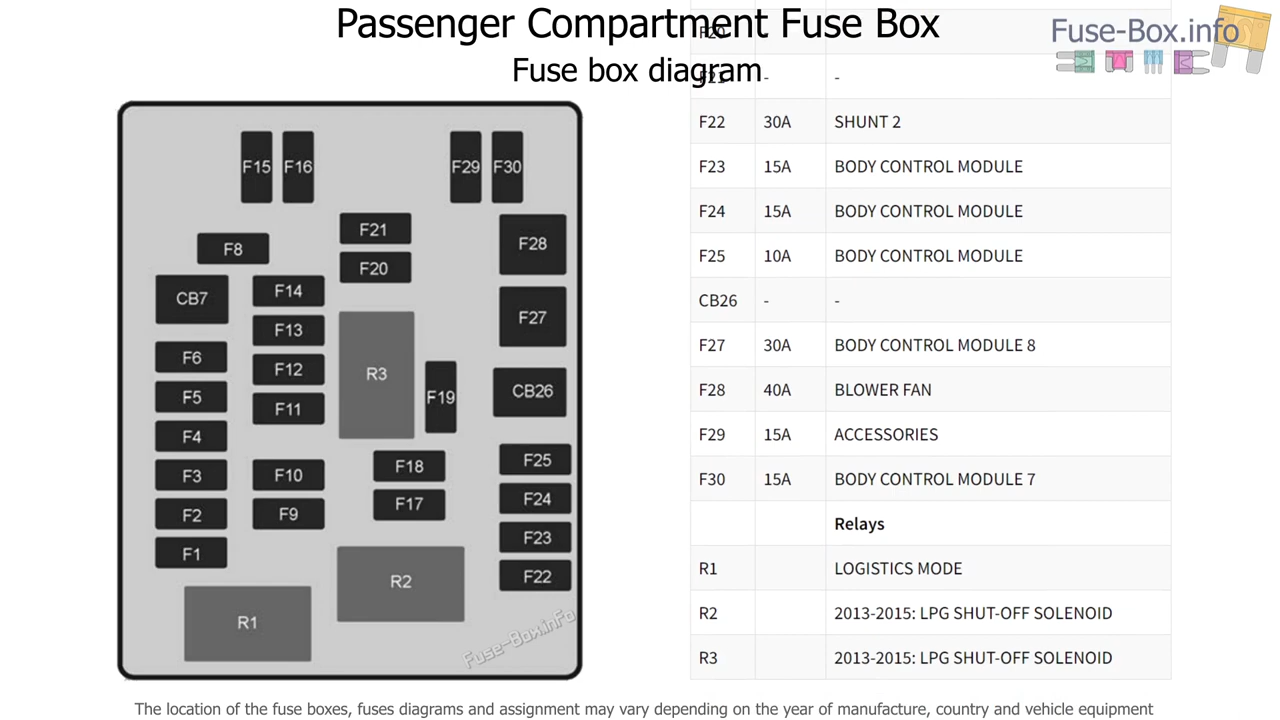 Passenger Compartment Fuse Box
Fuse box diagram
Fuse-Box.info
F15 F16 F29 F30
F21
F8 F28
F20
CB7 F14
F13 F27
F6 F12 R3
F5 F11 F19 CB26
F4
F3 F10 F18 F25
F2 F9 F17 F24
F1 F23
R2 F22
R1
Fuse-Box.info
F20
F21 - -
F22 30A SHUNT 2
F23 15A BODY CONTROL MODULE
F24 15A BODY CONTROL MODULE
F25 10A BODY CONTROL MODULE
CB26 - -
F27 30A BODY CONTROL MODULE 8
F28 40A BLOWER FAN
F29 15A ACCESSORIES
F30 15A BODY CONTROL MODULE 7
Relays
R1 LOGISTICS MODE
R2 2013-2015: LPG SHUT-OFF SOLENOID
R3 2013-2015: LPG SHUT-OFF SOLENOID
The location of the fuse boxes, fuses diagrams and assignment may vary depending on the year of manufacture, country and vehicle equipment